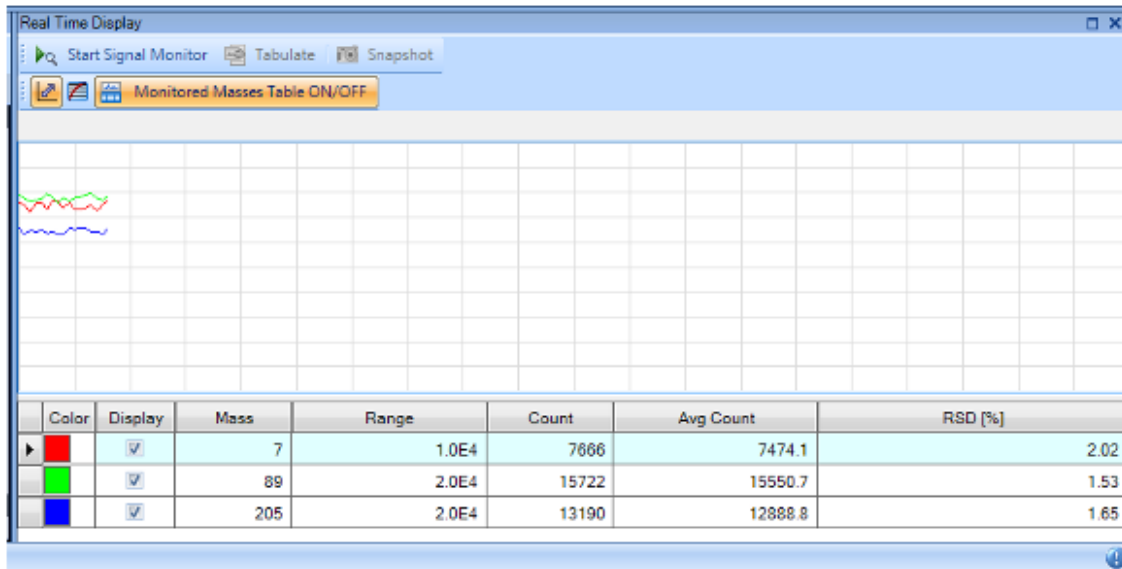 Real Time Display
Start Signal Monitor Tabulate Snapshot
Monitored Masses Table ON/OFF
Color Display Mass Range Count Avg Count RSD [%]
7 1.0E4 7666 7474.1 2.02
89 2.0E4 15722 15550.7 1.53
205 2.0E4 13190 12888.8 1.65